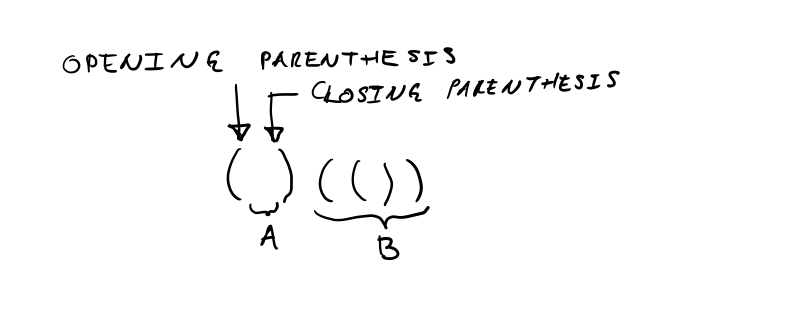 OPENING PARENTHESIS
CLOSING PARENTHESIS
( ) ( ( ) )
A B